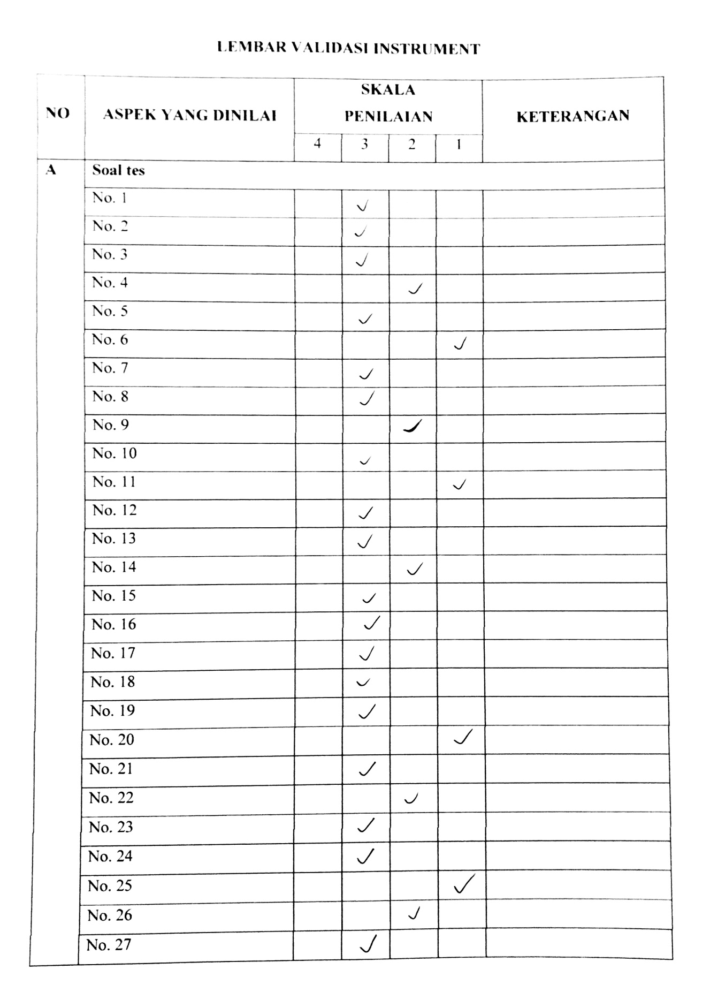 LEMBAR VALIDASI INSTRUMENT
NO
ASPEK YANG DINILAI
SKALA
PENILAIAN
KETERANGAN
4 3 2 1
A Soal tes
No. 1 ✓
No. 2 ✓
No. 3 ✓
No. 4 ✓
No. 5 ✓
No. 6 ✓
No. 7 ✓
No. 8 ✓
No. 9 ✓
No. 10 ✓
No. 11 ✓
No. 12 ✓
No. 13 ✓
No. 14 ✓
No. 15 ✓
No. 16 ✓
No. 17 ✓
No. 18 ✓
No. 19 ✓
No. 20 ✓
No. 21 ✓
No. 22 ✓
No. 23 ✓
No. 24 ✓
No. 25 ✓
No. 26 ✓
No. 27 ✓